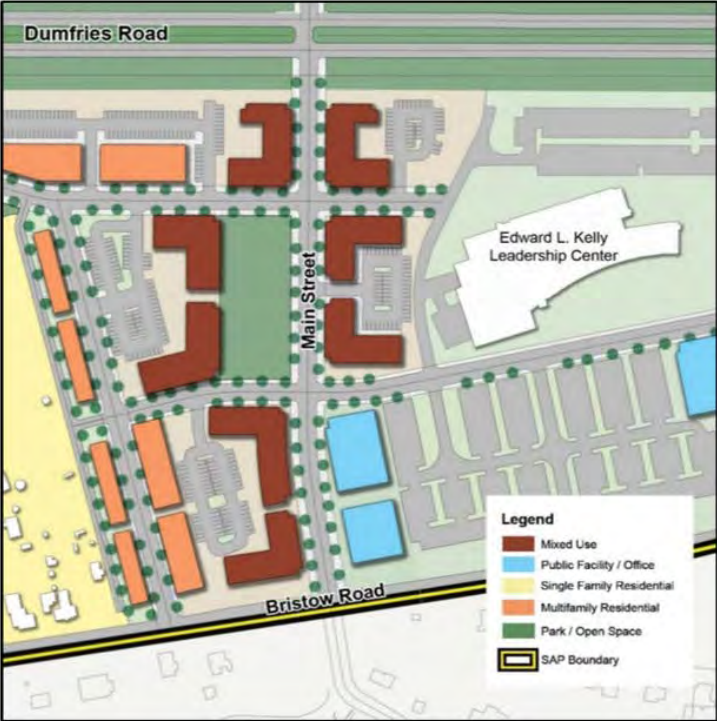 Dumfries Road
Edward L. Kelly
Leadership Center
Main Street
Legend
Mixed Use
Public Facility / Office
Single Family Residential
Multifamily Residential
Park / Open Space
SAP Boundary
Bristow Road